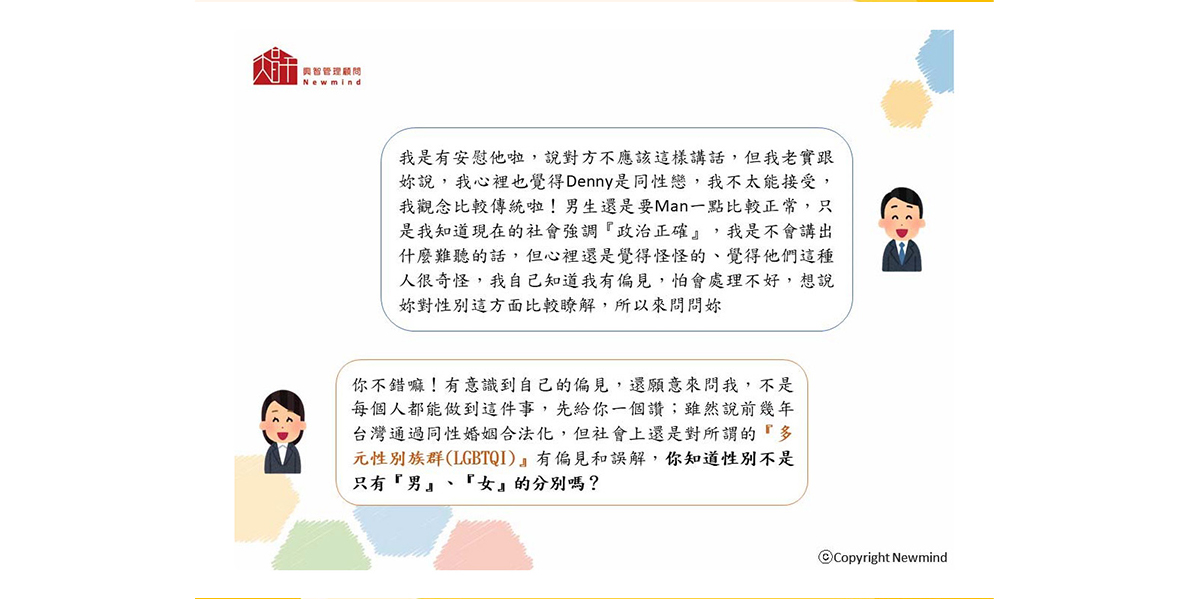 興智管理顧問
Newmind
我是有安慰他啦，說對方不應該這樣講話，但我老實跟
妳說，我心裡也覺得Denny是同性戀，我不太能接受，
我觀念比較傳統啦！男生還是要Man一點比較正常，只
是我知道現在的社會強調『政治正確』，我是不會講出
什麼難聽的話，但心裡還是覺得怪怪的、覺得他們這種
人很奇怪，我自己知道我有偏見，怕會處理不好，想說
妳對性別這方面比較瞭解，所以來問問妳
你不錯嘛！有意識到自己的偏見，還願意來問我，不是
每個人都能做到這件事，先給你一個讚；雖然說前幾年
台灣通過同性婚姻合法化，但社會上還是對所謂的『多
元性別族群(LGBTQI)』有偏見和誤解，你知道性別不是
只有『男』、『女』的分別嗎？
©Copyright Newmind